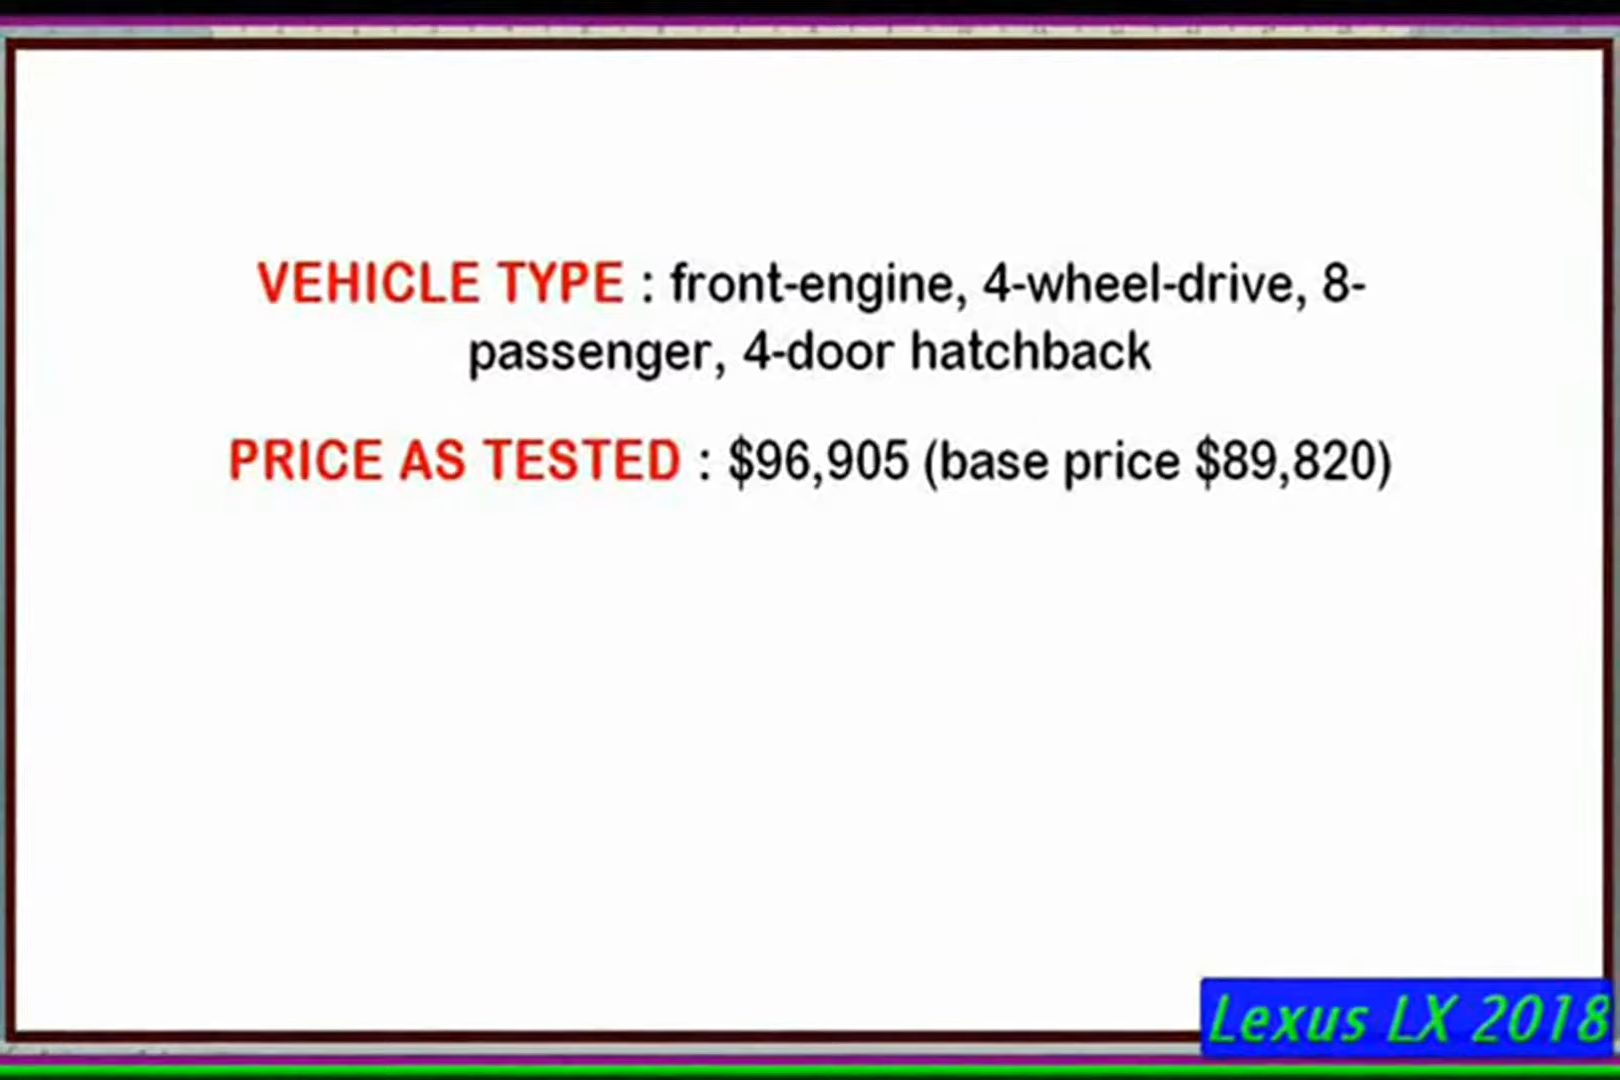 VEHICLE TYPE : front-engine, 4-wheel-drive, 8-
passenger, 4-door hatchback
PRICE AS TESTED : $96,905 (base price $89,820)
Lexus LX 2018